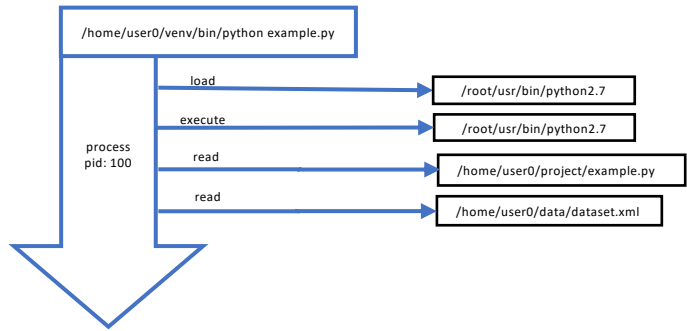 /home/user0/venv/bin/python example.py
load
/root/usr/bin/python2.7
execute
/root/usr/bin/python2.7
process
pid: 100
read
/home/user0/project/example.py
read
/home/user0/data/dataset.xml